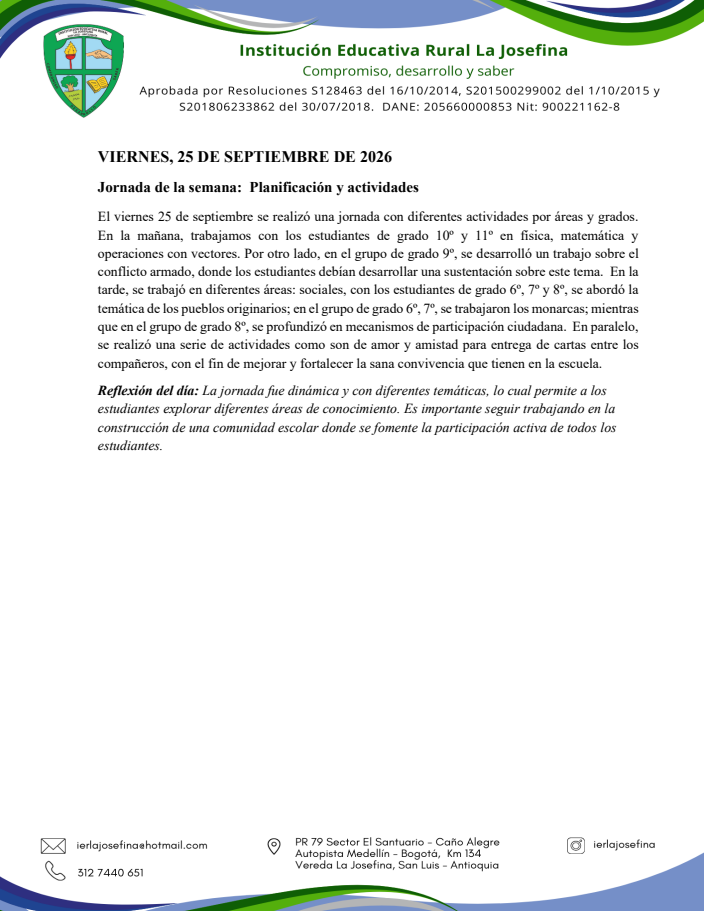 Institución Educativa Rural La Josefina
Compromiso, desarrollo y saber
Aprobada por Resoluciones S128463 del 16/10/2014, S201500299002 del 1/10/2015 y
S201806233862 del 30/07/2018. DANE: 205660000853 Nit: 900221162-8
VIERNES, 25 DE SEPTIEMBRE DE 2026
Jornada de la semana: Planificación y actividades
El viernes 25 de septiembre se realizó una jornada con diferentes actividades por áreas y grados.
En la mañana, trabajamos con los estudiantes de grado 10º y 11º en física, matemática y
operaciones con vectores. Por otro lado, en el grupo de grado 9º, se desarrolló un trabajo sobre el
conflicto armado, donde los estudiantes debían desarrollar una sustentación sobre este tema. En la
tarde, se trabajó en diferentes áreas: sociales, con los estudiantes de grado 6º, 7º y 8º, se abordó la
temática de los pueblos originarios; en el grupo de grado 6º, 7º, se trabajaron los monarcas; mientras
que en el grupo de grado 8º, se profundizó en mecanismos de participación ciudadana. En paralelo,
se realizó una serie de actividades como son de amor y amistad para entrega de cartas entre los
compañeros, con el fin de mejorar y fortalecer la sana convivencia que tienen en la escuela.
Reflexión del día: La jornada fue dinámica y con diferentes temáticas, lo cual permite a los
estudiantes explorar diferentes áreas de conocimiento. Es importante seguir trabajando en la
construcción de una comunidad escolar donde se fomente la participación activa de todos los
estudiantes.
ierlajosefina@hotmail.com
312 7440 651
PR 79 Sector El Santuario - Caño Alegre
Autopista Medellín - Bogotá, Km 134
Vereda La Josefina, San Luis - Antioquia
ierlajosefina